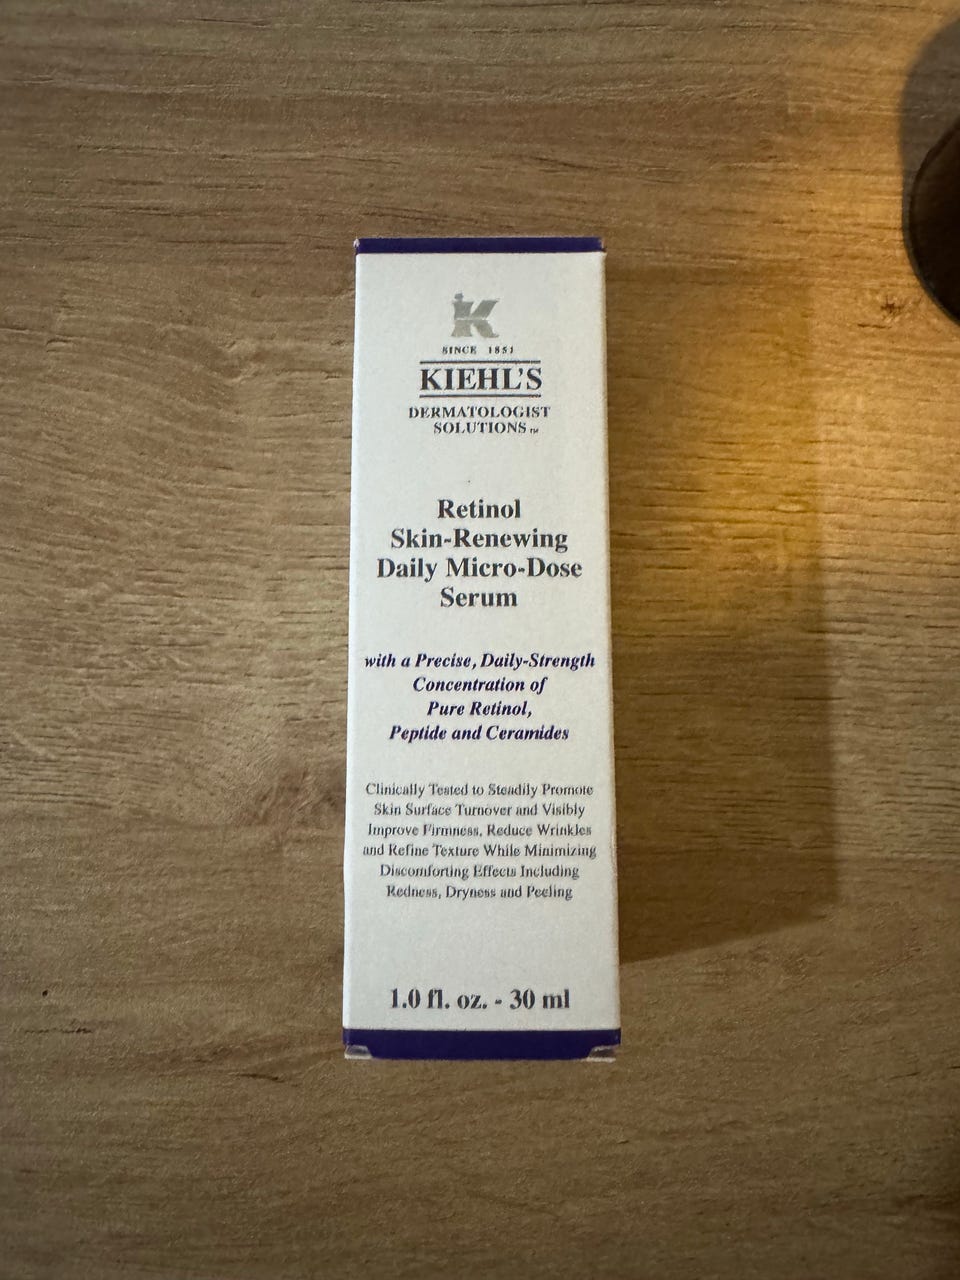 K
SINCE 1851
KIEHL'S
DERMATOLOGIST
SOLUTIONS™
Retinol
Skin-Renewing
Daily Micro-Dose
Serum
with a Precise, Daily-Strength
Concentration of
Pure Retinol,
Peptide and Ceramides
Clinically Tested to Steadily Promote
Skin Surface Turnover and Visibly
Improve Firmness, Reduce Wrinkles
and Refine Texture While Minimizing
Discomforting Effects Including
Redness, Dryness and Peeling
1.0 fl. oz. - 30 ml